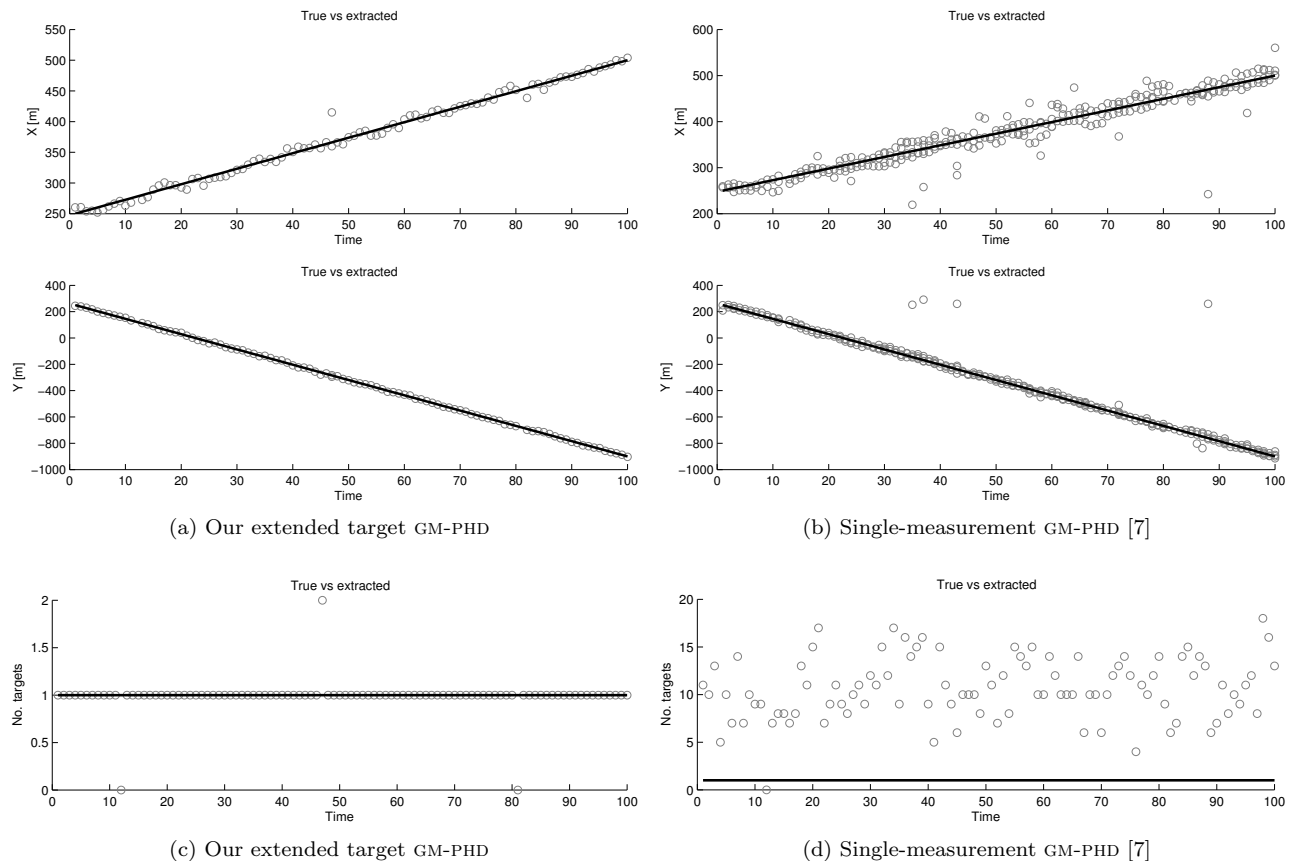 True vs extracted
550
500
450
400
350
300
250
X [m]
0 10 20 30 40 50 60 70 80 90 100
Time
True vs extracted
400
200
0
−200
−400
−600
−800
−1000
Y [m]
0 10 20 30 40 50 60 70 80 90 100
Time
(a) Our extended target GM-PHD
True vs extracted
600
500
400
300
200
X [m]
0 10 20 30 40 50 60 70 80 90 100
Time
True vs extracted
400
200
0
−200
−400
−600
−800
−1000
Y [m]
0 10 20 30 40 50 60 70 80 90 100
Time
(b) Single-measurement GM-PHD [7]
True vs extracted
2
1.5
1
0.5
0
No. targets
0 10 20 30 40 50 60 70 80 90 100
Time
(c) Our extended target GM-PHD
True vs extracted
20
15
10
5
0
No. targets
0 10 20 30 40 50 60 70 80 90 100
Time
(d) Single-measurement GM-PHD [7]